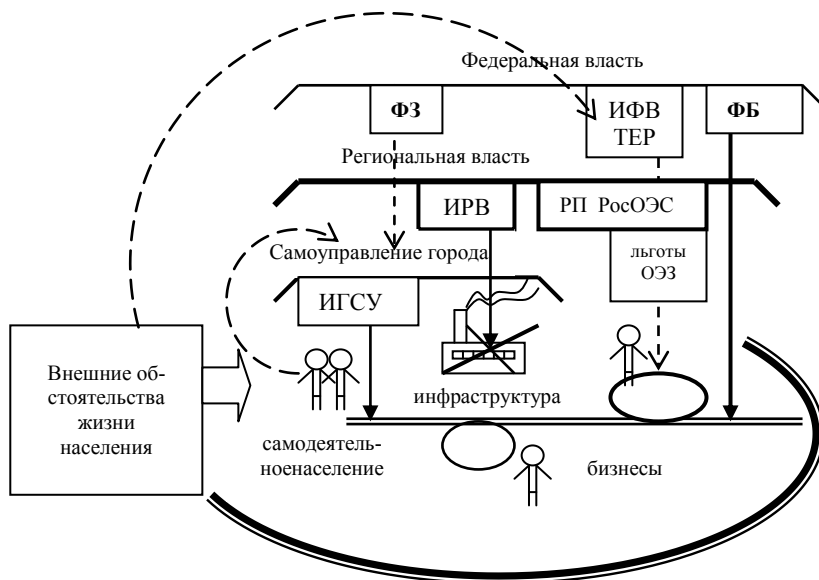 Федеральная власть
ФЗ
ИФВ
ТЕР
ФБ
Региональная власть
ИРВ
РП РосОЭС
Самоуправление города
льготы
ОЭЗ
ИГСУ
Внешние об-
стоятельства
жизни
населения
инфраструктура
самодеятель-
ноенаселение
бизнесы